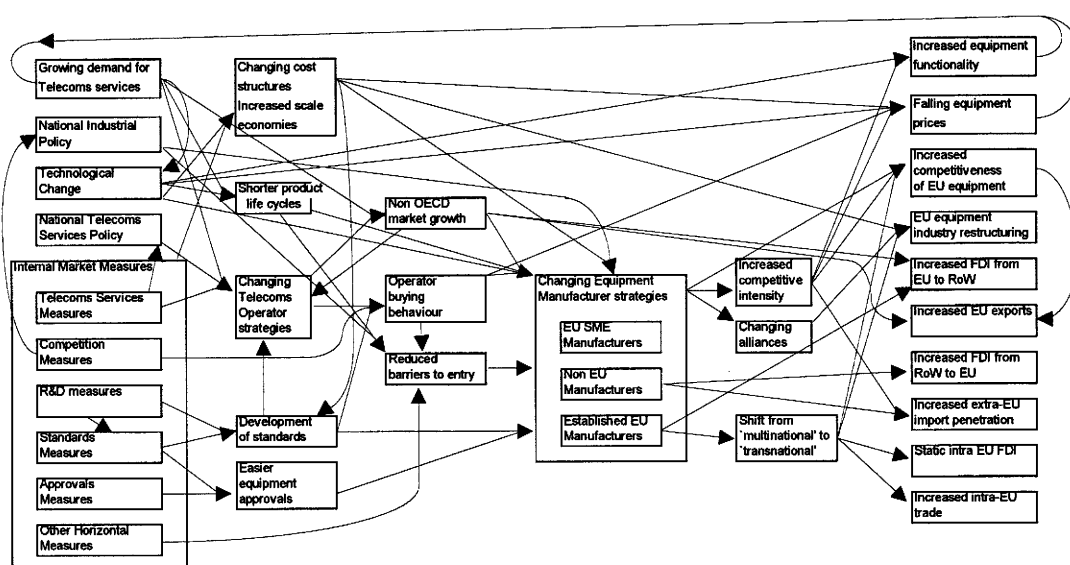 Growing demand for
Telecoms services
National Industrial
Policy
Technological
Change
National Telecoms
Services Policy
Internal Market Measures
Telecoms Services
Measures
Competition
Measures
R&D measures
Standards
Measures
Approvals
Measures
Other Horizontal
Measures
Changing cost
structures
Increased scale
economies
Shorter product
life cycles
Changing
Telecoms
Operator
strategies
Development
of standards
Easier
equipment
approvals
Non OECD
market growth
Operator
buying
behaviour
Reduced
barriers to entry
Changing Equipment
Manufacturer strategies
EU SME
Manufacturers
Non EU
Manufacturers
Established EU
Manufacturers
Increased
competitive
intensity
Changing
alliances
Shift from
'multinational' to
'transnational'
Increased equipment
functionality
Falling equipment
prices
Increased
competitiveness
of EU equipment
EU equipment
industry restructuring
Increased FDI from
EU to RoW
Increased EU exports
Increased FDI from
RoW to EU
Increased extra-EU
import penetration
Static intra EU FDI
Increased intra-EU
trade